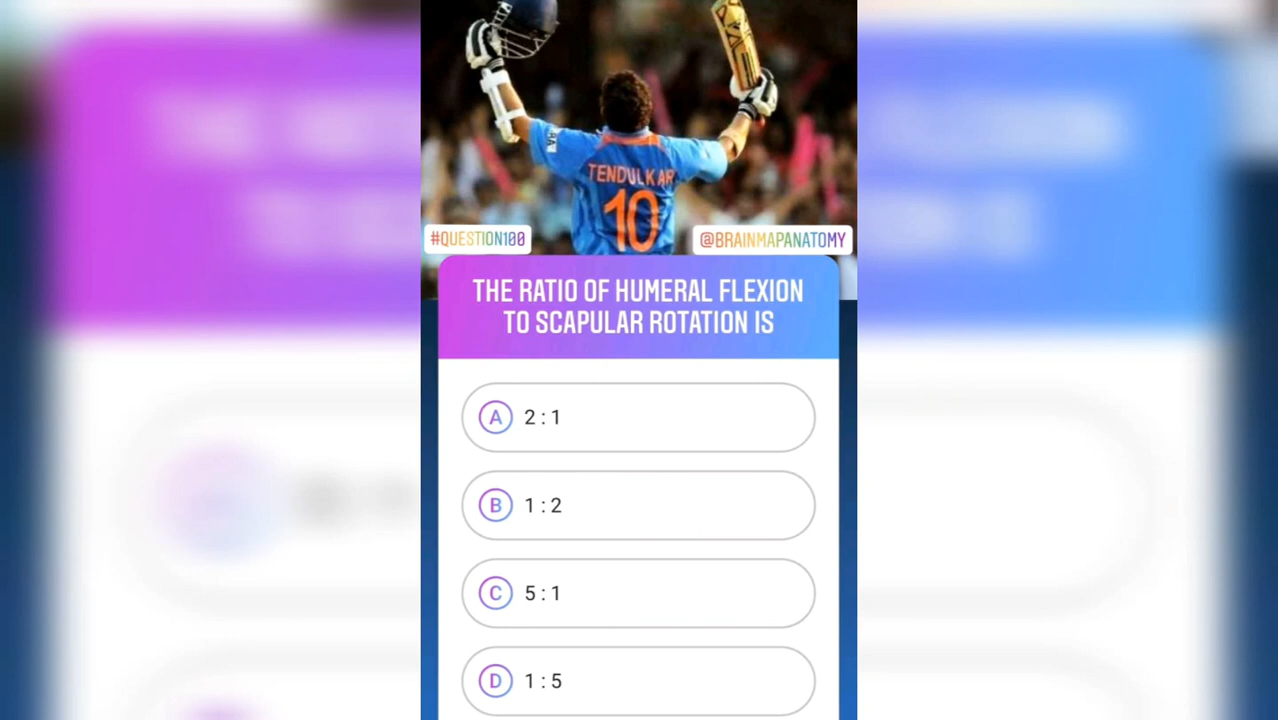 TENDULKAR
10
#QUESTION100
@BRAINMAPANATOMY
THE RATIO OF HUMERAL FLEXION
TO SCAPULAR ROTATION IS
A 2 : 1
B 1 : 2
C 5 : 1
D 1 : 5